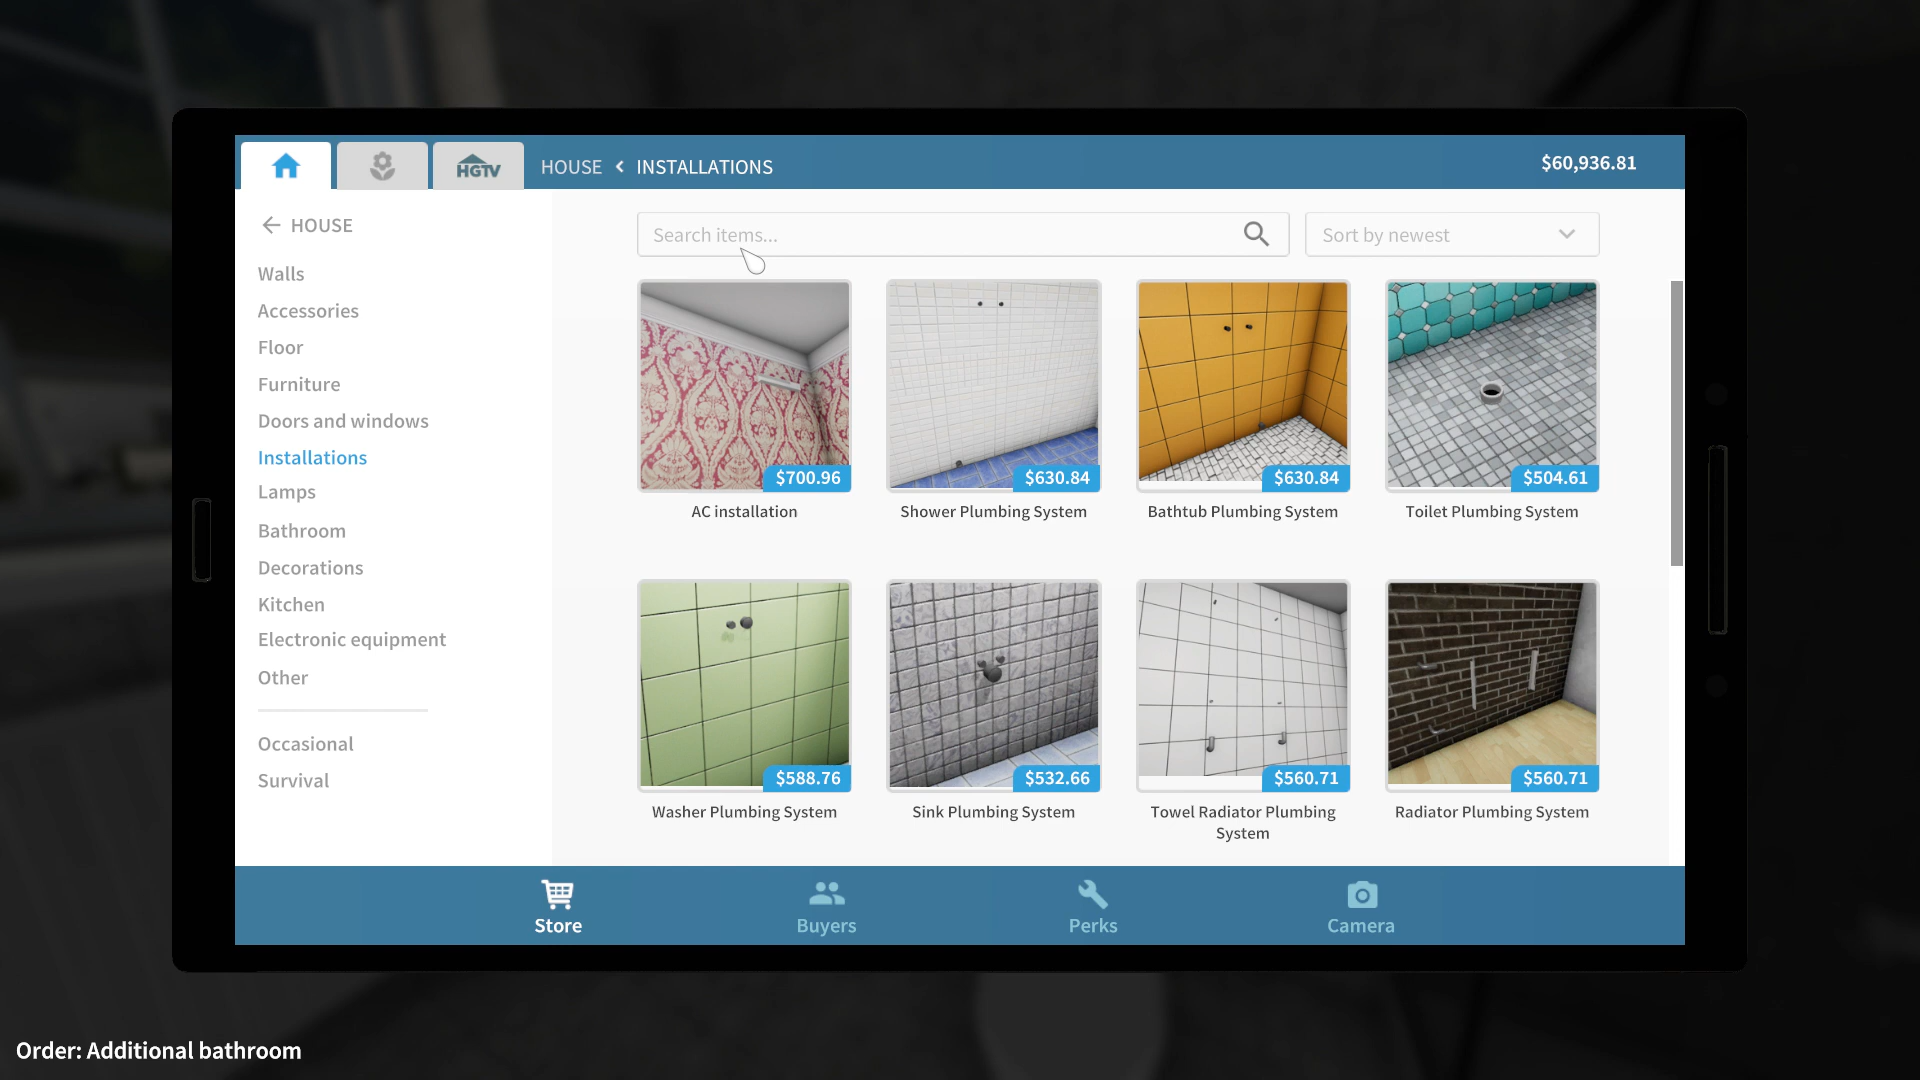 HGTV
HOUSE < INSTALLATIONS
$60,936.81
HOUSE
Walls
Accessories
Floor
Furniture
Doors and windows
Installations
Lamps
Bathroom
Decorations
Kitchen
Electronic equipment
Other
Occasional
Survival
Search items...
Sort by newest
$700.96
$630.84
$630.84
$504.61
AC installation
Shower Plumbing System
Bathtub Plumbing System
Toilet Plumbing System
$588.76
$532.66
$560.71
$560.71
Washer Plumbing System
Sink Plumbing System
Towel Radiator Plumbing
System
Radiator Plumbing System
Store
Buyers
Perks
Camera
Order: Additional bathroom